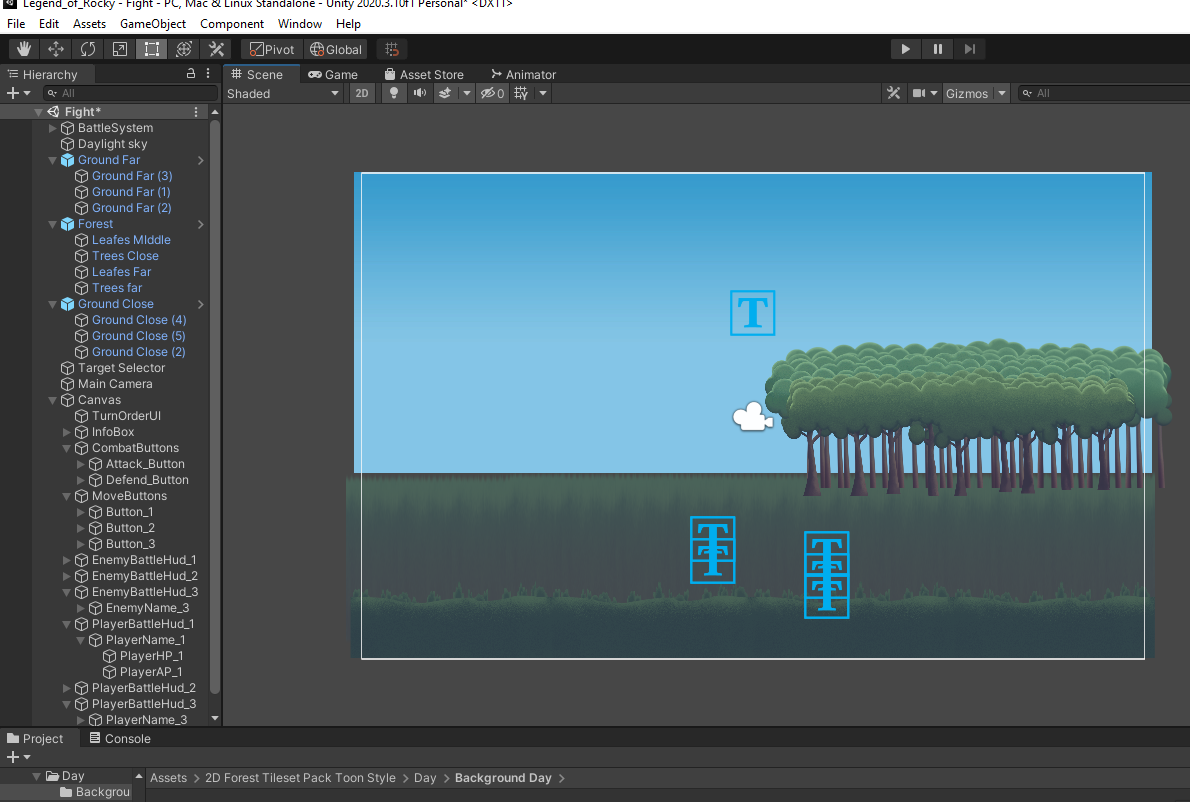 Legend_of_Rocky - Fight - PC, Mac & Linux Standalone - Unity 2020.3.10f1 Personal* <DX11>
File Edit Assets GameObject Component Window Help
Pivot Global
Hierarchy Scene Game Asset Store Animator
All Shaded 2D 0 Gizmos All
Fight*
BattleSystem
Daylight sky
Ground Far
Ground Far (3)
Ground Far (1)
Ground Far (2)
Forest
Leafes MIddle
Trees Close
Leafes Far
Trees far
Ground Close
Ground Close (4)
Ground Close (5)
Ground Close (2)
Target Selector
Main Camera
Canvas
TurnOrderUI
InfoBox
CombatButtons
Attack_Button
Defend_Button
MoveButtons
Button_1
Button_2
Button_3
EnemyBattleHud_1
EnemyBattleHud_2
EnemyBattleHud_3
EnemyName_3
PlayerBattleHud_1
PlayerName_1
PlayerHP_1
PlayerAP_1
PlayerBattleHud_2
PlayerBattleHud_3
PlayerName_3
T
T
T
T
T
T
T
Project Console
Day Assets > 2D Forest Tileset Pack Toon Style > Day > Background Day >
Backgrou